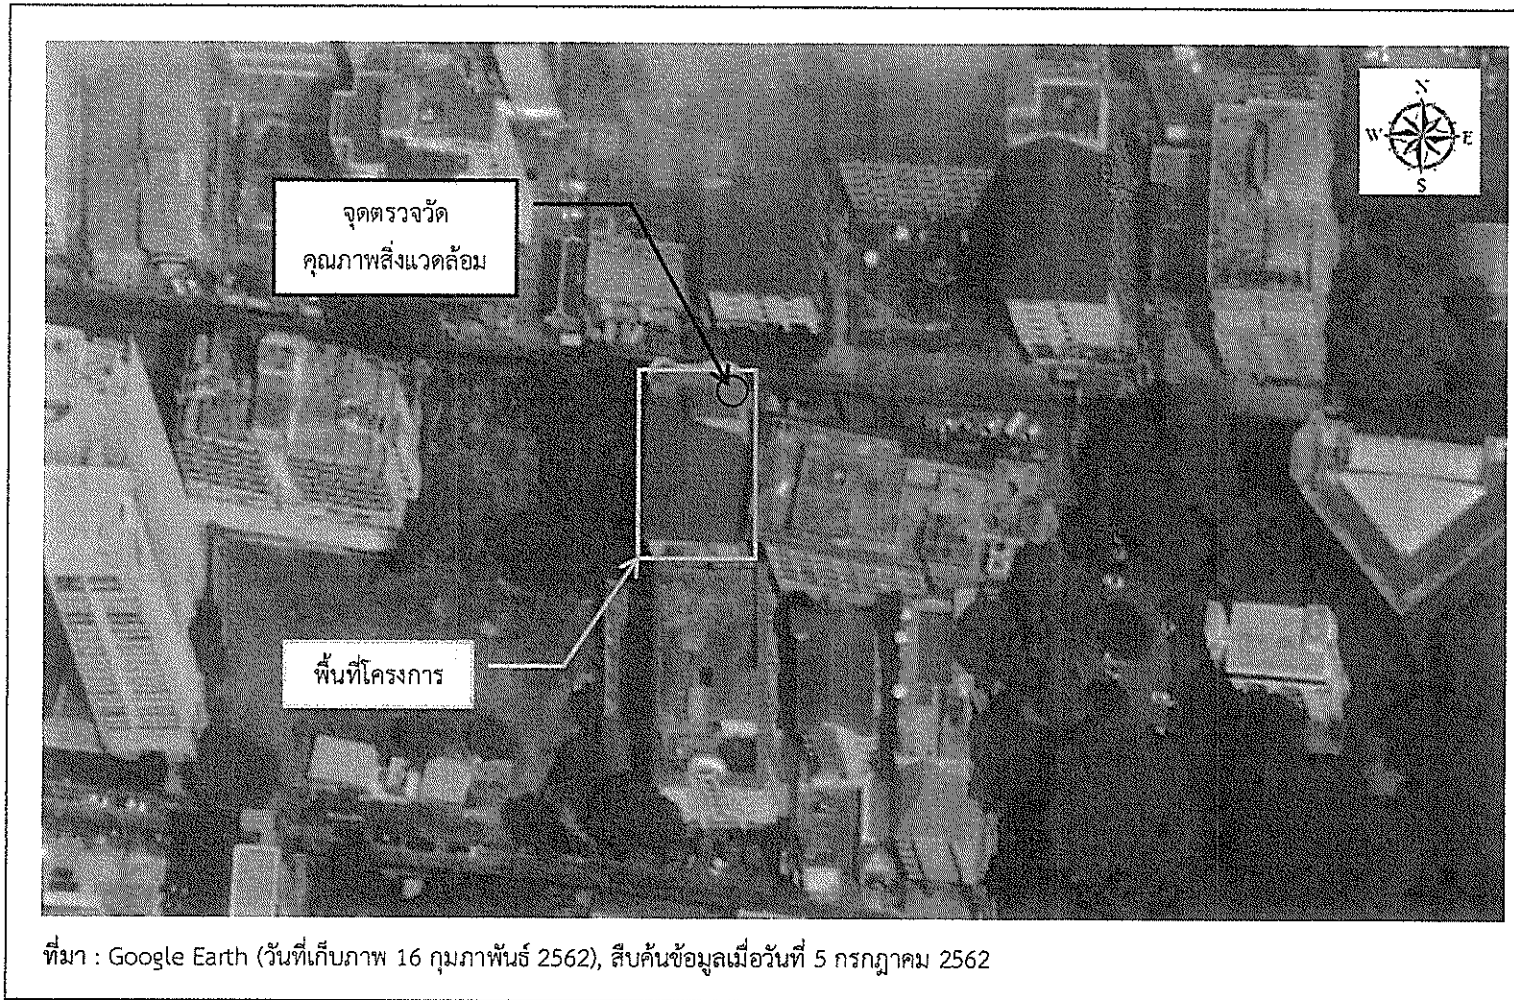 N
W E
S
จุดตรวจวัด
คุณภาพสิ่งแวดล้อม
พื้นที่โครงการ
ที่มา : Google Earth (วันที่เก็บภาพ 16 กุมภาพันธ์ 2562), สืบค้นข้อมูลเมื่อวันที่ 5 กรกฎาคม 2562